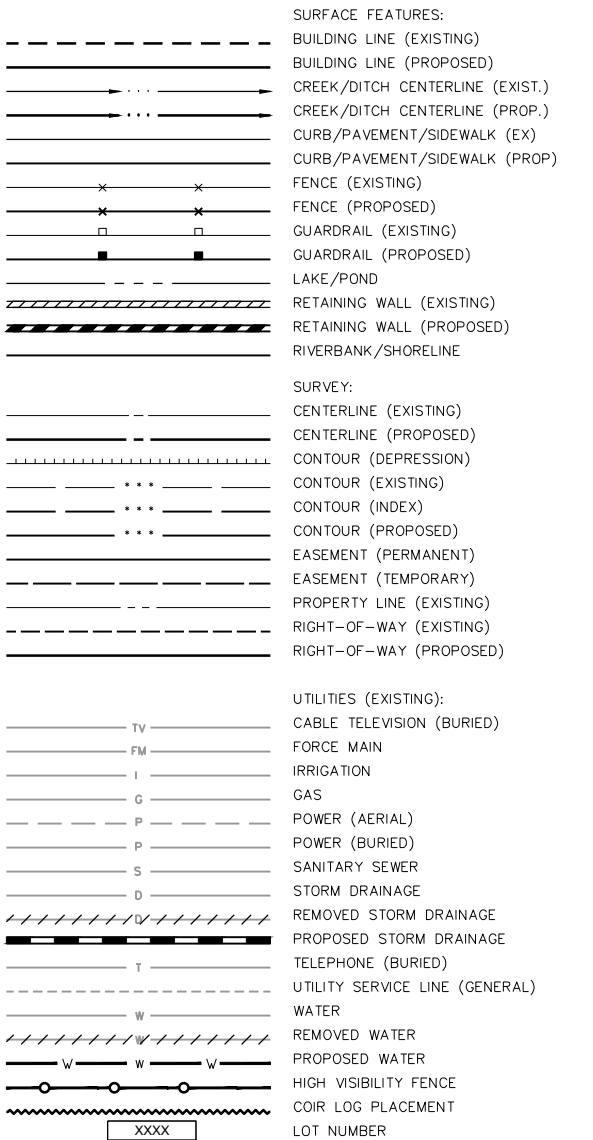 SURFACE FEATURES:
BUILDING LINE (EXISTING)
BUILDING LINE (PROPOSED)
CREEK/DITCH CENTERLINE (EXIST.)
CREEK/DITCH CENTERLINE (PROP.)
CURB/PAVEMENT/SIDEWALK (EX)
CURB/PAVEMENT/SIDEWALK (PROP)
FENCE (EXISTING)
FENCE (PROPOSED)
GUARDRAIL (EXISTING)
GUARDRAIL (PROPOSED)
LAKE/POND
RETAINING WALL (EXISTING)
RETAINING WALL (PROPOSED)
RIVERBANK/SHORELINE
SURVEY:
CENTERLINE (EXISTING)
CENTERLINE (PROPOSED)
CONTOUR (DEPRESSION)
* * * CONTOUR (EXISTING)
* * * CONTOUR (INDEX)
* * * CONTOUR (PROPOSED)
EASEMENT (PERMANENT)
EASEMENT (TEMPORARY)
PROPERTY LINE (EXISTING)
RIGHT-OF-WAY (EXISTING)
RIGHT-OF-WAY (PROPOSED)
UTILITIES (EXISTING):
TV CABLE TELEVISION (BURIED)
FM FORCE MAIN
I IRRIGATION
G GAS
P POWER (AERIAL)
P POWER (BURIED)
S SANITARY SEWER
D STORM DRAINAGE
D REMOVED STORM DRAINAGE
PROPOSED STORM DRAINAGE
T TELEPHONE (BURIED)
UTILITY SERVICE LINE (GENERAL)
W WATER
W REMOVED WATER
W W W PROPOSED WATER
HIGH VISIBILITY FENCE
COIR LOG PLACEMENT
XXXX LOT NUMBER